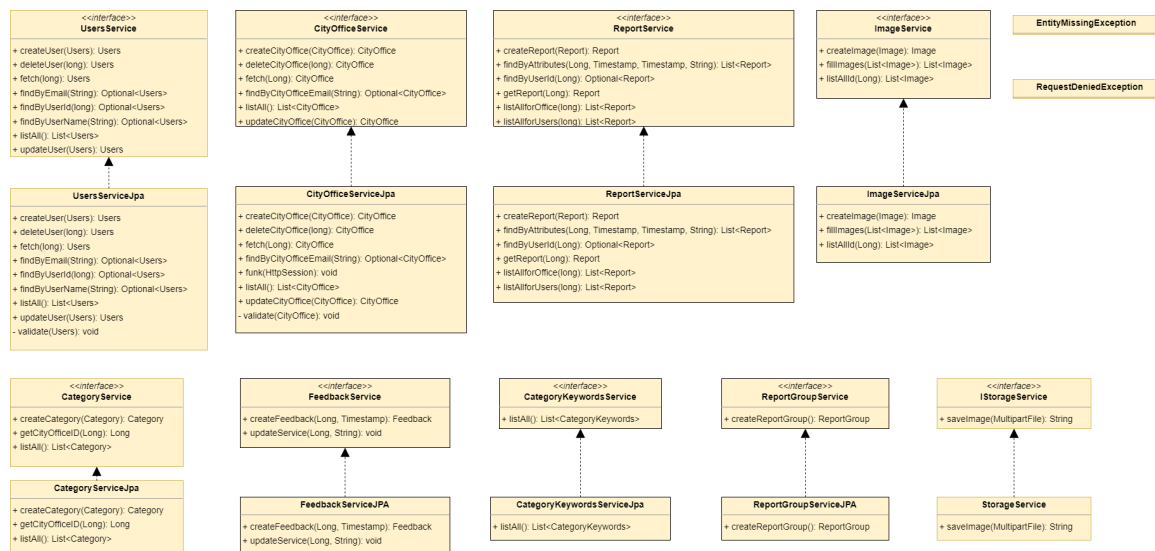 <<interface>>
UsersService
+ createUser(Users): Users
+ deleteUser(long): Users
+ fetch(long): Users
+ findByEmail(String): Optional<Users>
+ findByUserId(long): Optional<Users>
+ findByUserName(String): Optional<Users>
+ listAll(): List<Users>
+ updateUser(Users): Users
<<interface>>
CityOfficeService
+ createCityOffice(CityOffice): CityOffice
+ deleteCityOffice(long): CityOffice
+ fetch(Long): CityOffice
+ findByCityOfficeEmail(String): Optional<CityOffice>
+ listAll(): List<CityOffice>
+ updateCityOffice(CityOffice): CityOffice
<<interface>>
ReportService
+ createReport(Report): Report
+ findByAttributes(Long, Timestamp, Timestamp, String): List<Report>
+ findByUserId(Long): Optional<Report>
+ getReport(Long): Report
+ listAllforOffice(long): List<Report>
+ listAllforUsers(long): List<Report>
<<interface>>
ImageService
+ createImage(Image): Image
+ fillImages(List<Image>): List<Image>
+ listAllId(Long): List<Image>
EntityMissingException
RequestDeniedException
UsersServiceJpa
+ createUser(Users): Users
+ deleteUser(long): Users
+ fetch(long): Users
+ findByEmail(String): Optional<Users>
+ findByUserId(long): Optional<Users>
+ findByUserName(String): Optional<Users>
+ listAll(): List<Users>
+ updateUser(Users): Users
- validate(Users): void
CityOfficeServiceJpa
+ createCityOffice(CityOffice): CityOffice
+ deleteCityOffice(long): CityOffice
+ fetch(Long): CityOffice
+ findByCityOfficeEmail(String): Optional<CityOffice>
+ funk(HttpSession): void
+ listAll(): List<CityOffice>
+ updateCityOffice(CityOffice): CityOffice
- validate(CityOffice): void
ReportServiceJpa
+ createReport(Report): Report
+ findByAttributes(Long, Timestamp, Timestamp, String): List<Report>
+ findByUserId(Long): Optional<Report>
+ getReport(Long): Report
+ listAllforOffice(long): List<Report>
+ listAllforUsers(long): List<Report>
ImageServiceJpa
+ createImage(Image): Image
+ fillImages(List<Image>): List<Image>
+ listAllId(Long): List<Image>
<<interface>>
CategoryService
+ createCategory(Category): Category
+ getCityOfficeID(Long): Long
+ listAll(): List<Category>
<<interface>>
FeedbackService
+ createFeedback(Long, Timestamp): Feedback
+ updateService(Long, String): void
<<interface>>
CategoryKeywordsService
+ listAll(): List<CategoryKeywords>
<<interface>>
ReportGroupService
+ createReportGroup(): ReportGroup
<<interface>>
IStorageService
+ saveImage(MultipartFile): String
CategoryServiceJpa
+ createCategory(Category): Category
+ getCityOfficeID(Long): Long
+ listAll(): List<Category>
FeedbackServiceJPA
+ createFeedback(Long, Timestamp): Feedback
+ updateService(Long, String): void
CategoryKeywordsServiceJpa
+ listAll(): List<CategoryKeywords>
ReportGroupServiceJPA
+ createReportGroup(): ReportGroup
StorageService
+ saveImage(MultipartFile): String